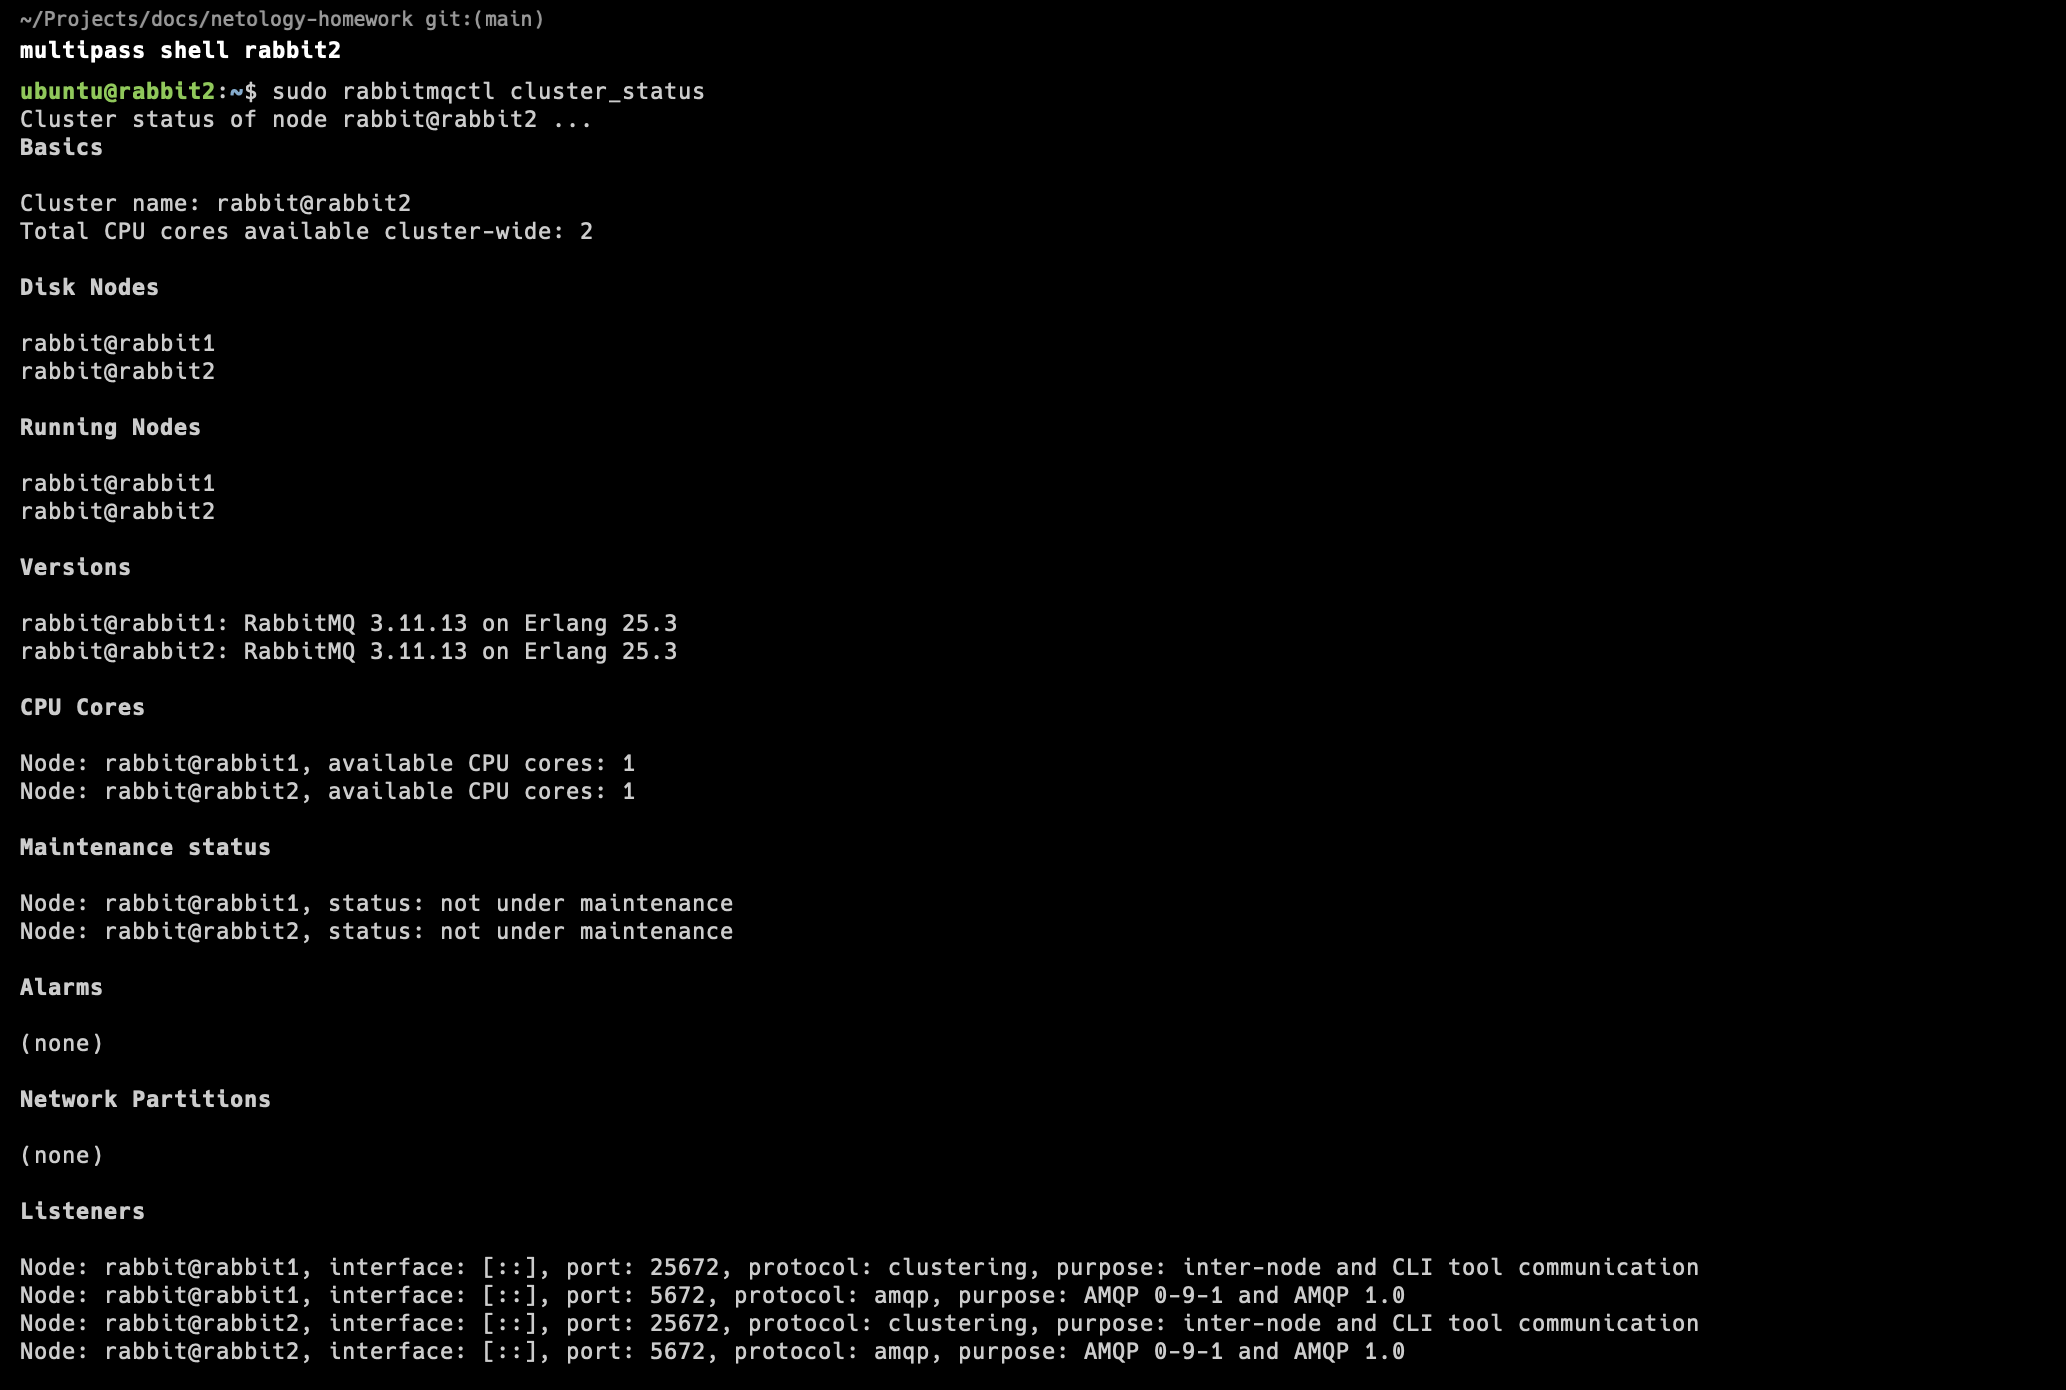 ~/Projects/docs/netology-homework git:(main)
multipass shell rabbit2
ubuntu@rabbit2:~$ sudo rabbitmqctl cluster_status
Cluster status of node rabbit@rabbit2 ...
Basics
Cluster name: rabbit@rabbit2
Total CPU cores available cluster-wide: 2
Disk Nodes
rabbit@rabbit1
rabbit@rabbit2
Running Nodes
rabbit@rabbit1
rabbit@rabbit2
Versions
rabbit@rabbit1: RabbitMQ 3.11.13 on Erlang 25.3
rabbit@rabbit2: RabbitMQ 3.11.13 on Erlang 25.3
CPU Cores
Node: rabbit@rabbit1, available CPU cores: 1
Node: rabbit@rabbit2, available CPU cores: 1
Maintenance status
Node: rabbit@rabbit1, status: not under maintenance
Node: rabbit@rabbit2, status: not under maintenance
Alarms
(none)
Network Partitions
(none)
Listeners
Node: rabbit@rabbit1, interface: [::], port: 25672, protocol: clustering, purpose: inter-node and CLI tool communication
Node: rabbit@rabbit1, interface: [::], port: 5672, protocol: amqp, purpose: AMQP 0-9-1 and AMQP 1.0
Node: rabbit@rabbit2, interface: [::], port: 25672, protocol: clustering, purpose: inter-node and CLI tool communication
Node: rabbit@rabbit2, interface: [::], port: 5672, protocol: amqp, purpose: AMQP 0-9-1 and AMQP 1.0